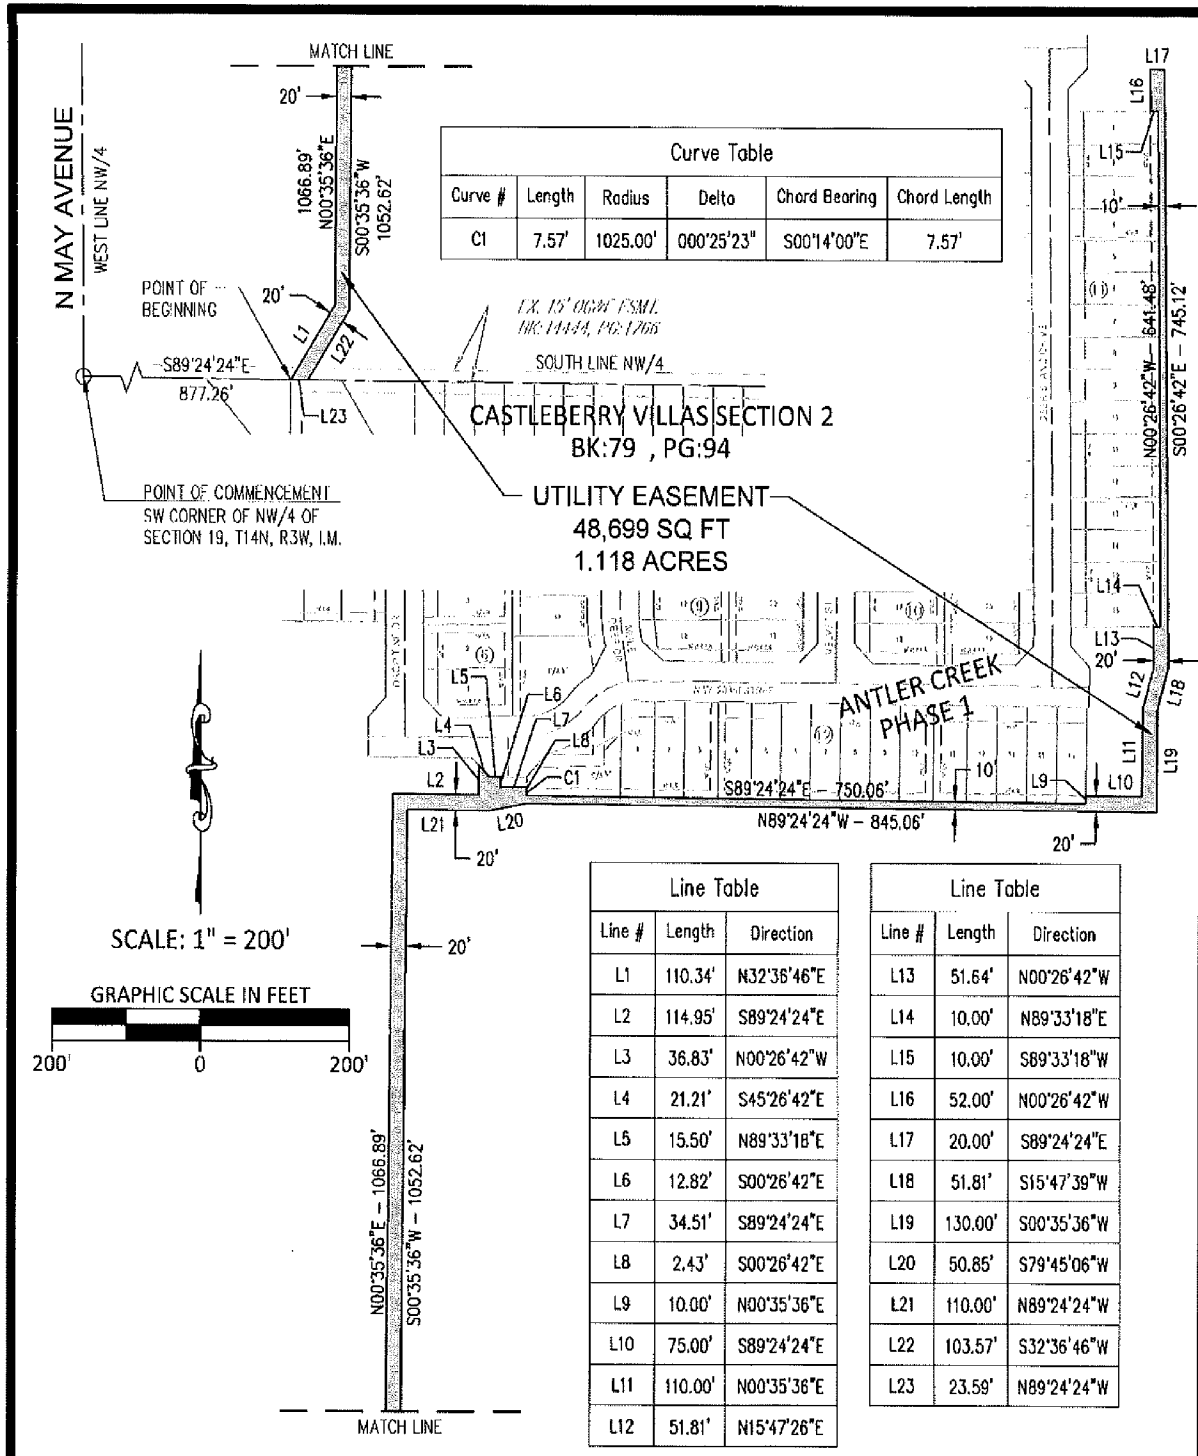 MATCH LINE
20'
N MAY AVENUE
WEST LINE NW/4
1066.89'
N00°35'36"E
S00°35'36"W
1052.62'
POINT OF
BEGINNING
20'
L1
L22
S89°24'24"E
877.26'
L23
EX. 15' OG&E ESMT.
BK:14444, PG:1766
SOUTH LINE NW/4
POINT OF COMMENCEMENT
SW CORNER OF NW/4 OF
SECTION 19, T14N, R3W, I.M.
Curve Table
Curve # Length Radius Delta Chord Bearing Chord Length
C1 7.57' 1025.00' 000°25'23" S00°14'00"E 7.57'
L17
L16
L15
10'
N00°26'42"W – 641.48'
S00°26'42"E – 745.12'
CASTLEBERRY VILLAS SECTION 2
BK:79 , PG:94
UTILITY EASEMENT
48,699 SQ FT
1.118 ACRES
L14
L13
20'
L12
L18
ANTLER CREEK
PHASE 1
L11
L19
11
9
10
6
12
L5
L6
L4
L7
L3
L8
L2
C1
S89°24'24"E – 750.06'
10'
L9
L10
L21
L20
N89°24'24"W – 845.06'
20'
20'
SCALE: 1" = 200'
GRAPHIC SCALE IN FEET
200' 0 200'
20'
N00°35'36"E – 1066.89'
S00°35'36"W – 1052.62'
MATCH LINE
Line Table
Line # Length Direction
L1 110.34' N32°36'46"E
L2 114.95' S89°24'24"E
L3 36.83' N00°26'42"W
L4 21.21' S45°26'42"E
L5 15.50' N89°33'18"E
L6 12.82' S00°26'42"E
L7 34.51' S89°24'24"E
L8 2.43' S00°26'42"E
L9 10.00' N00°35'36"E
L10 75.00' S89°24'24"E
L11 110.00' N00°35'36"E
L12 51.81' N15°47'26"E
Line Table
Line # Length Direction
L13 51.64' N00°26'42"W
L14 10.00' N89°33'18"E
L15 10.00' S89°33'18"W
L16 52.00' N00°26'42"W
L17 20.00' S89°24'24"E
L18 51.81' S15°47'39"W
L19 130.00' S00°35'36"W
L20 50.85' S79°45'06"W
L21 110.00' N89°24'24"W
L22 103.57' S32°36'46"W
L23 23.59' N89°24'24"W